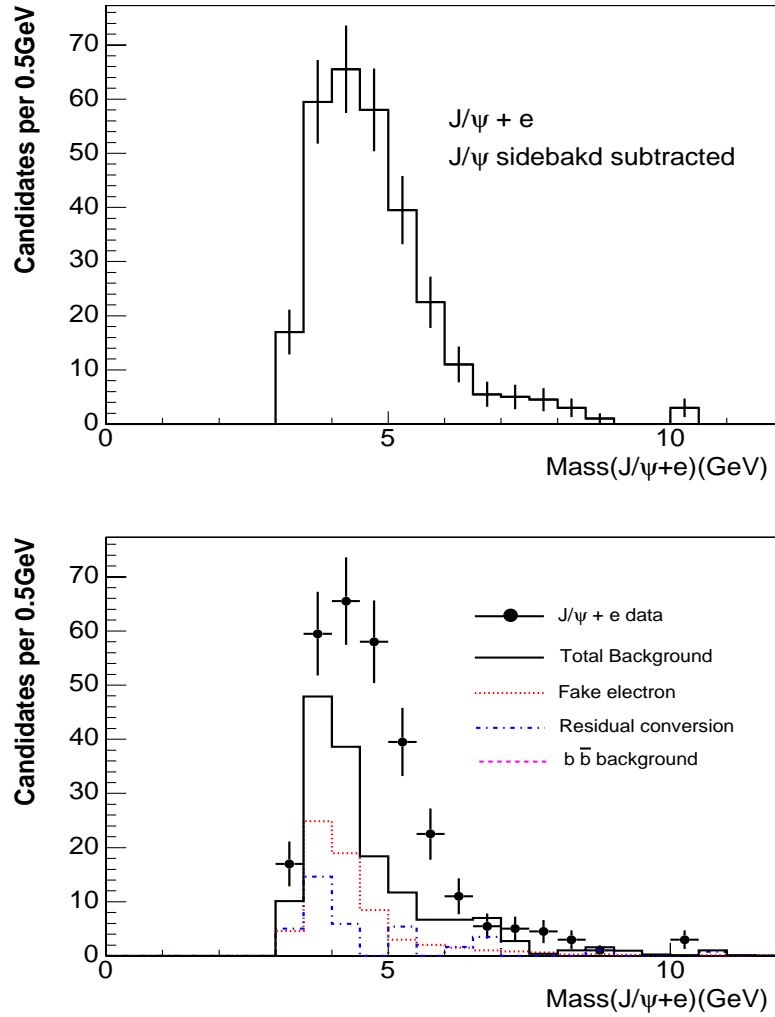 Candidates per 0.5GeV
70
60
50
40
30
20
10
0
J/ψ + e
J/ψ sidebakd subtracted
0
5
10
Mass(J/ψ+e)(GeV)
Candidates per 0.5GeV
70
60
50
40
30
20
10
0
J/ψ + e data
Total Background
Fake electron
Residual conversion
b b̅ background
0
5
10
Mass(J/ψ+e)(GeV)